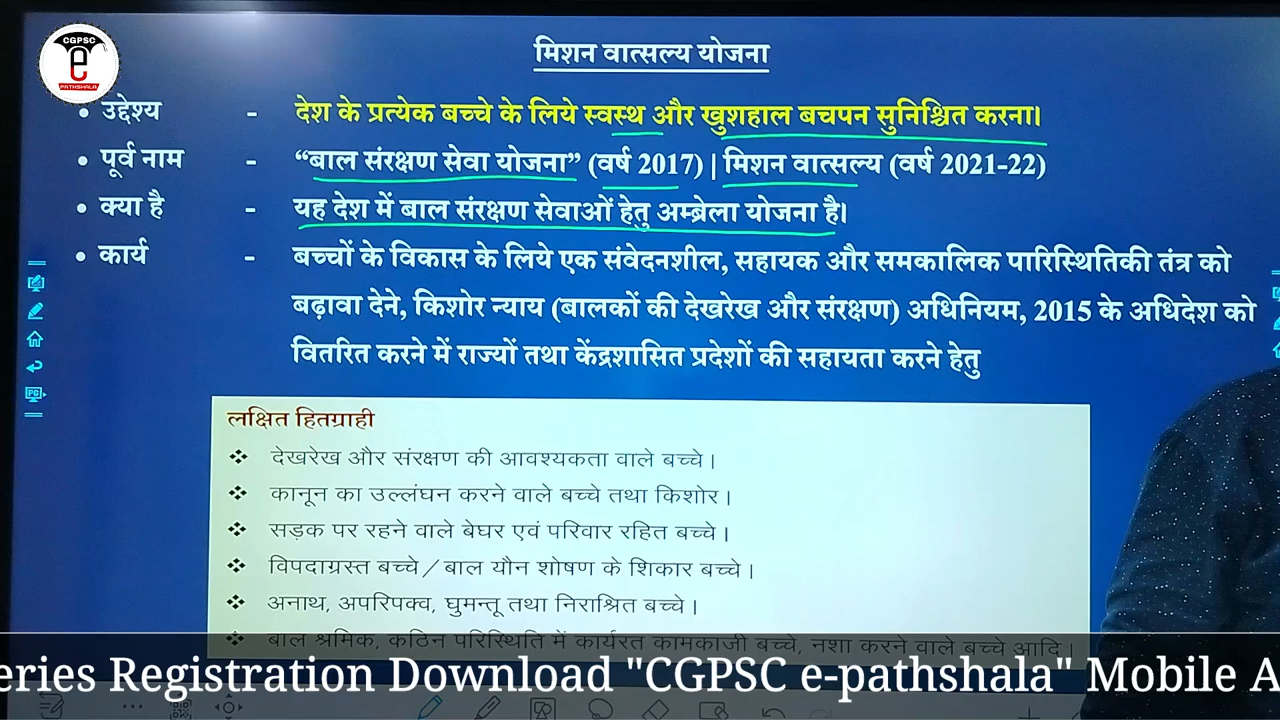 CGPSC
e
PATHSHALA
मिशन वात्सल्य योजना
• उद्देश्य - देश के प्रत्येक बच्चे के लिये स्वस्थ और खुशहाल बचपन सुनिश्चित करना।
• पूर्व नाम - “बाल संरक्षण सेवा योजना” (वर्ष 2017) | मिशन वात्सल्य (वर्ष 2021-22)
• क्या है - यह देश में बाल संरक्षण सेवाओं हेतु अम्ब्रेला योजना है।
• कार्य - बच्चों के विकास के लिये एक संवेदनशील, सहायक और समकालिक पारिस्थितिकी तंत्र को
बढ़ावा देने, किशोर न्याय (बालकों की देखरेख और संरक्षण) अधिनियम, 2015 के अधिदेश को
वितरित करने में राज्यों तथा केंद्रशासित प्रदेशों की सहायता करने हेतु
लक्षित हितग्राही
❖ देखरेख और संरक्षण की आवश्यकता वाले बच्चे।
❖ कानून का उल्लंघन करने वाले बच्चे तथा किशोर।
❖ सड़क पर रहने वाले बेघर एवं परिवार रहित बच्चे।
❖ विपदाग्रस्त बच्चे/बाल यौन शोषण के शिकार बच्चे।
❖ अनाथ, अपरिपक्व, घुमन्तू तथा निराश्रित बच्चे।
❖ बाल श्रमिक, कठिन परिस्थिति में कार्यरत कामकाजी बच्चे, नशा करने वाले बच्चे आदि।
eries Registration Download "CGPSC e-pathshala" Mobile A
PC